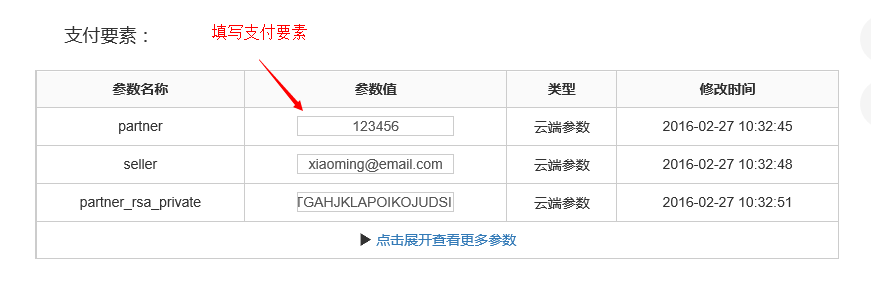 支付要素：
填写支付要素
参数名称 参数值 类型 修改时间
partner 123456 云端参数 2016-02-27 10:32:45
seller xiaoming@email.com 云端参数 2016-02-27 10:32:48
partner_rsa_private TGAHJKLAPOIKOJUDSI 云端参数 2016-02-27 10:32:51
▶ 点击展开查看更多参数